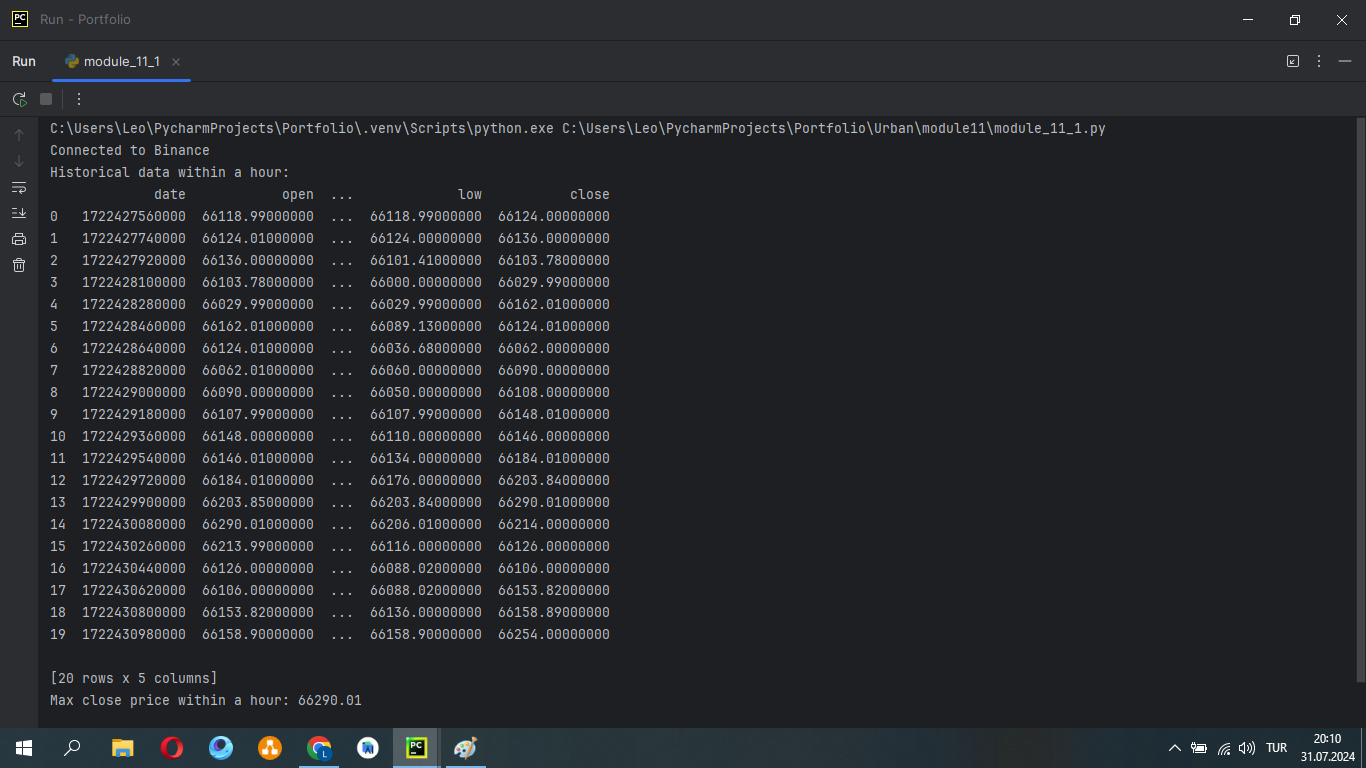 PC Run - Portfolio
Run module_11_1
C:\Users\Leo\PycharmProjects\Portfolio\.venv\Scripts\python.exe C:\Users\Leo\PycharmProjects\Portfolio\Urban\module11\module_11_1.py
Connected to Binance
Historical data within a hour:
date open ... low close
0 1722427560000 66118.99000000 ... 66118.99000000 66124.00000000
1 1722427740000 66124.01000000 ... 66124.00000000 66136.00000000
2 1722427920000 66136.00000000 ... 66101.41000000 66103.78000000
3 1722428100000 66103.78000000 ... 66000.00000000 66029.99000000
4 1722428280000 66029.99000000 ... 66029.99000000 66162.01000000
5 1722428460000 66162.01000000 ... 66089.13000000 66124.01000000
6 1722428640000 66124.01000000 ... 66036.68000000 66062.00000000
7 1722428820000 66062.01000000 ... 66060.00000000 66090.00000000
8 1722429000000 66090.00000000 ... 66050.00000000 66108.00000000
9 1722429180000 66107.99000000 ... 66107.99000000 66148.01000000
10 1722429360000 66148.00000000 ... 66110.00000000 66146.00000000
11 1722429540000 66146.01000000 ... 66134.00000000 66184.01000000
12 1722429720000 66184.01000000 ... 66176.00000000 66203.84000000
13 1722429900000 66203.85000000 ... 66203.84000000 66290.01000000
14 1722430080000 66290.01000000 ... 66206.01000000 66214.00000000
15 1722430260000 66213.99000000 ... 66116.00000000 66126.00000000
16 1722430440000 66126.00000000 ... 66088.02000000 66106.00000000
17 1722430620000 66106.00000000 ... 66088.02000000 66153.82000000
18 1722430800000 66153.82000000 ... 66136.00000000 66158.89000000
19 1722430980000 66158.90000000 ... 66158.90000000 66254.00000000
[20 rows x 5 columns]
Max close price within a hour: 66290.01
L AI PC TUR 20:10
31.07.2024